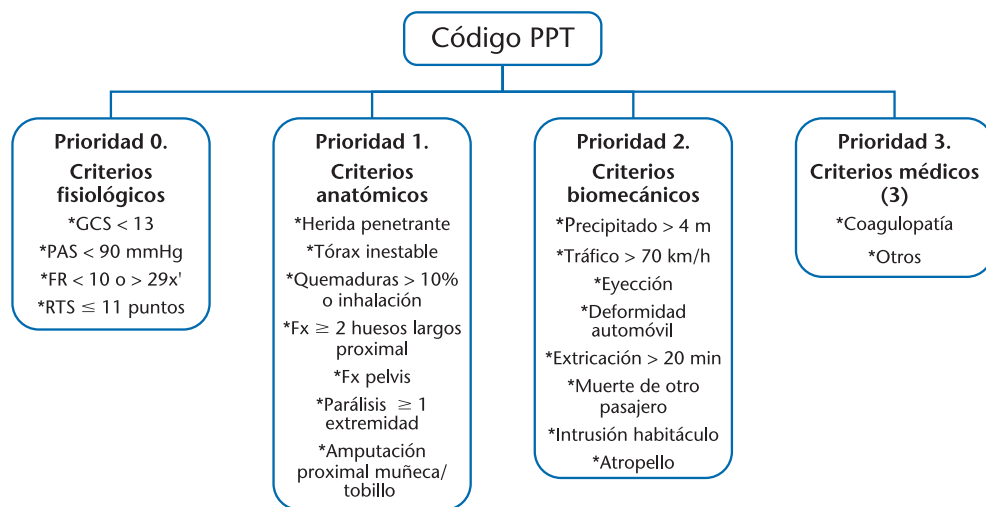 Código PPT
Prioridad 0.
Criterios
fisiológicos
*GCS < 13
*PAS < 90 mmHg
*FR < 10 o > 29x'
*RTS ≤ 11 puntos
Prioridad 1.
Criterios
anatómicos
*Herida penetrante
*Tórax inestable
*Quemaduras > 10%
o inhalación
*Fx ≥ 2 huesos largos
proximal
*Fx pelvis
*Parálisis ≥ 1
extremidad
*Amputación
proximal muñeca/
tobillo
Prioridad 2.
Criterios
biomecánicos
*Precipitado > 4 m
*Tráfico > 70 km/h
*Eyección
*Deformidad
automóvil
*Extricación > 20 min
*Muerte de otro
pasajero
*Intrusión habitáculo
*Atropello
Prioridad 3.
Criterios médicos
(3)
*Coagulopatía
*Otros